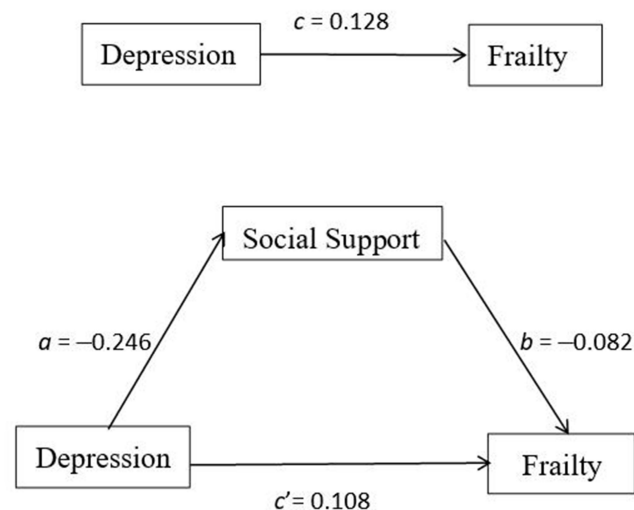 c = 0.128
Depression
Frailty
Social Support
a = –0.246
b = –0.082
Depression
Frailty
c' = 0.108